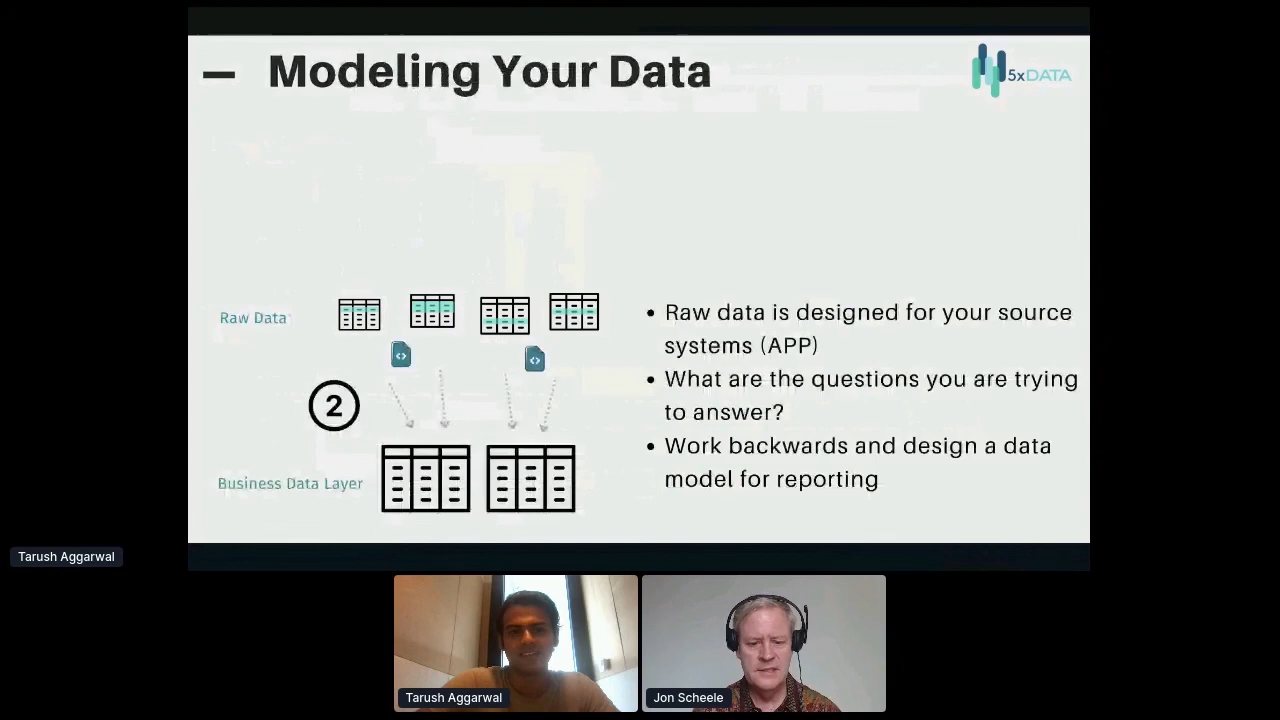 — Modeling Your Data
5xDATA
Raw Data
2
Business Data Layer
• Raw data is designed for your source
systems (APP)
• What are the questions you are trying
to answer?
• Work backwards and design a data
model for reporting
Tarush Aggarwal
Tarush Aggarwal
Jon Scheele